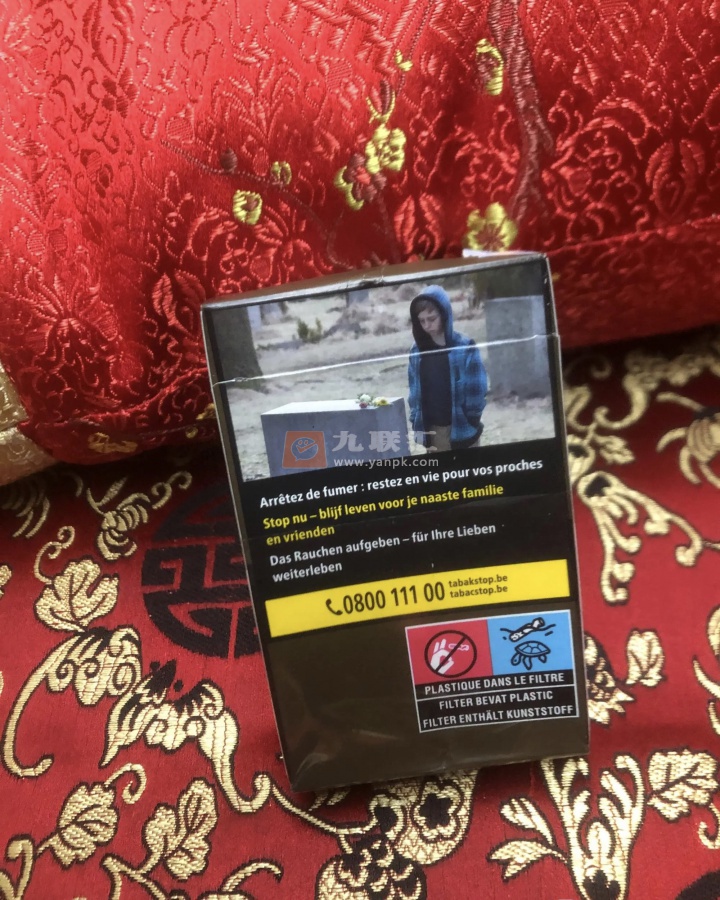 九联汇
www.yanpk.com
Arrêtez de fumer : restez en vie pour vos proches
Stop nu – blijf leven voor je naaste familie
en vrienden
Das Rauchen aufgeben – für Ihre Lieben
weiterleben
0800 111 00 tabakstop.be
tabacstop.be
PLASTIQUE DANS LE FILTRE
FILTER BEVAT PLASTIC
FILTER ENTHÄLT KUNSTSTOFF